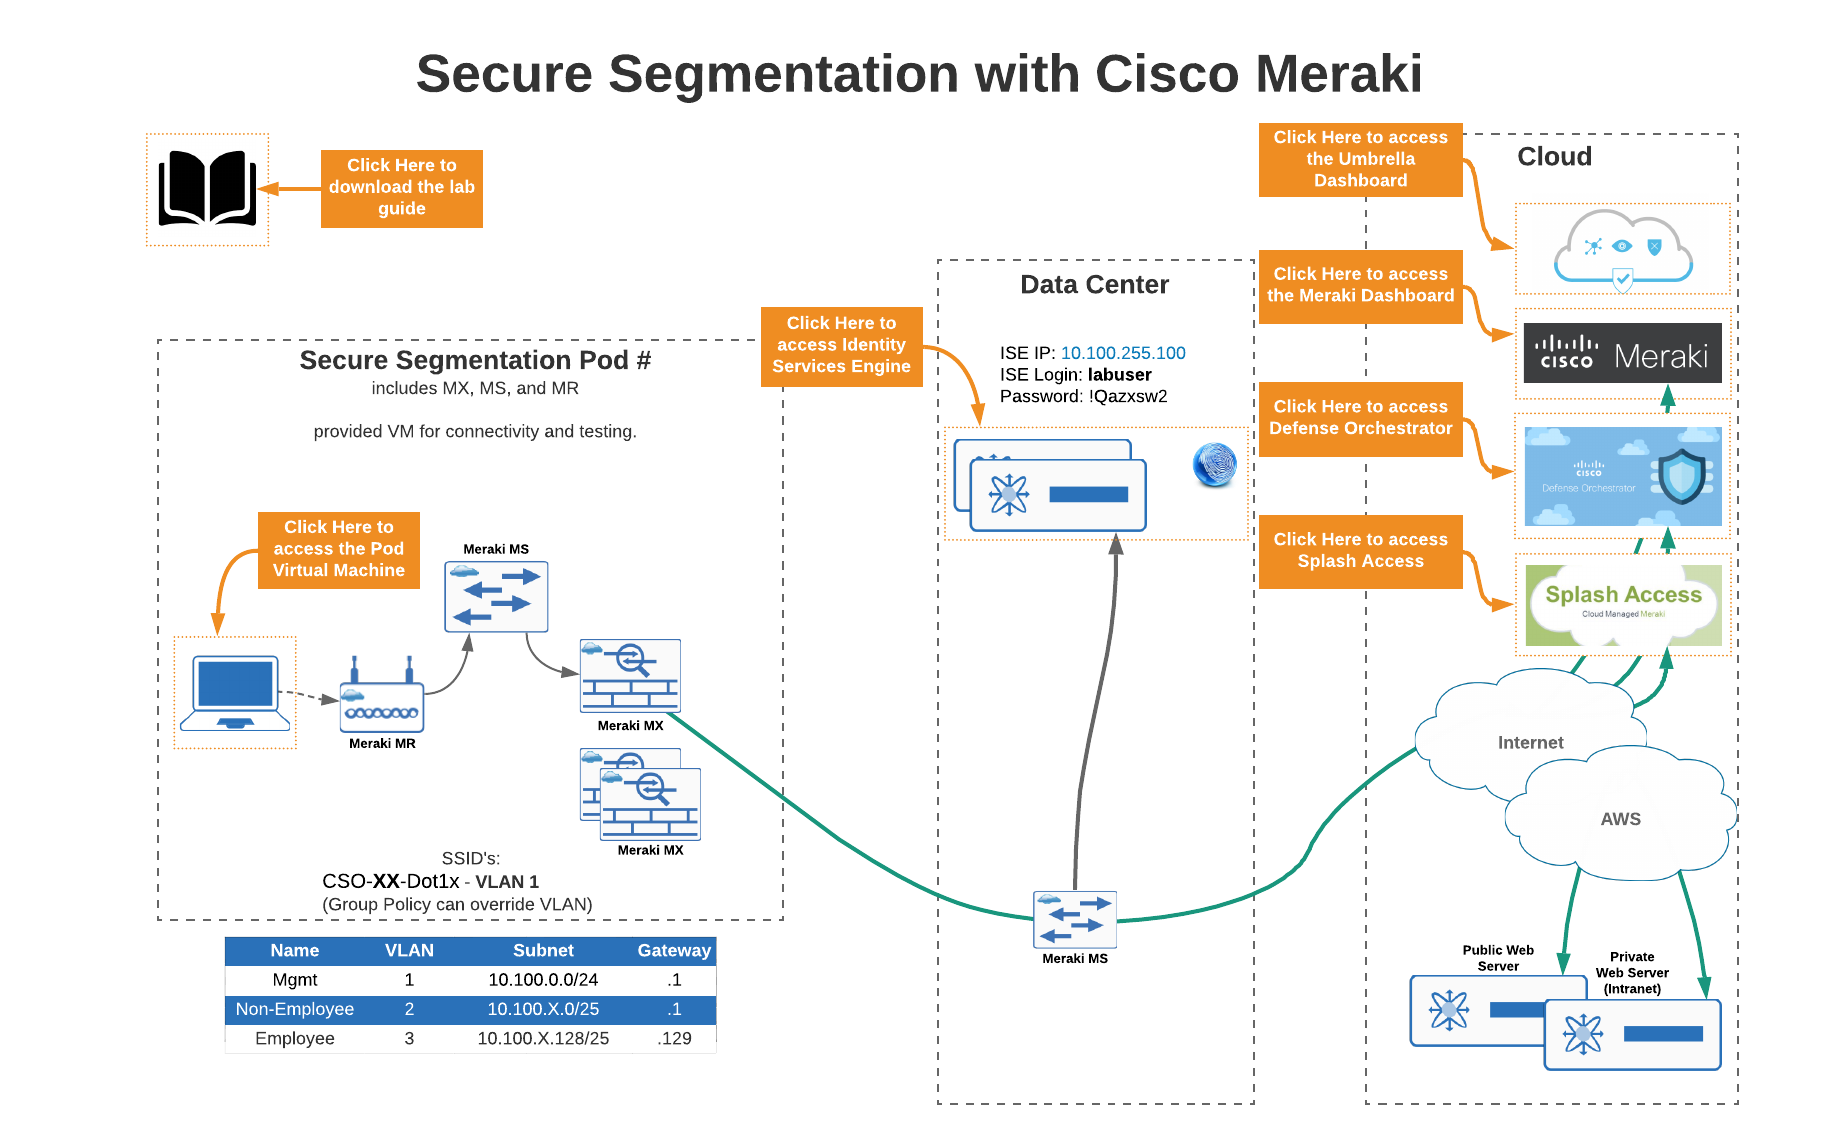 Secure Segmentation with Cisco Meraki
Click Here to
download the lab
guide
Click Here to access
the Umbrella
Dashboard
Cloud
Click Here to access
the Meraki Dashboard
Data Center
Click Here to
access Identity
Services Engine
ISE IP: 10.100.255.100
ISE Login: labuser
Password: !Qazxsw2
CISCO Meraki
Secure Segmentation Pod #
includes MX, MS, and MR
provided VM for connectivity and testing.
Click Here to access
Defense Orchestrator
CISCO
Defense Orchestrator
Click Here to
access the Pod
Virtual Machine
Meraki MS
Click Here to access
Splash Access
Splash Access
Cloud Managed Meraki
Meraki MR
Meraki MX
Meraki MX
Internet
AWS
SSID's:
CSO-XX-Dot1x - VLAN 1
(Group Policy can override VLAN)
Meraki MS
Public Web
Server
Private
Web Server
(Intranet)
Name VLAN Subnet Gateway
Mgmt 1 10.100.0.0/24 .1
Non-Employee 2 10.100.X.0/25 .1
Employee 3 10.100.X.128/25 .129